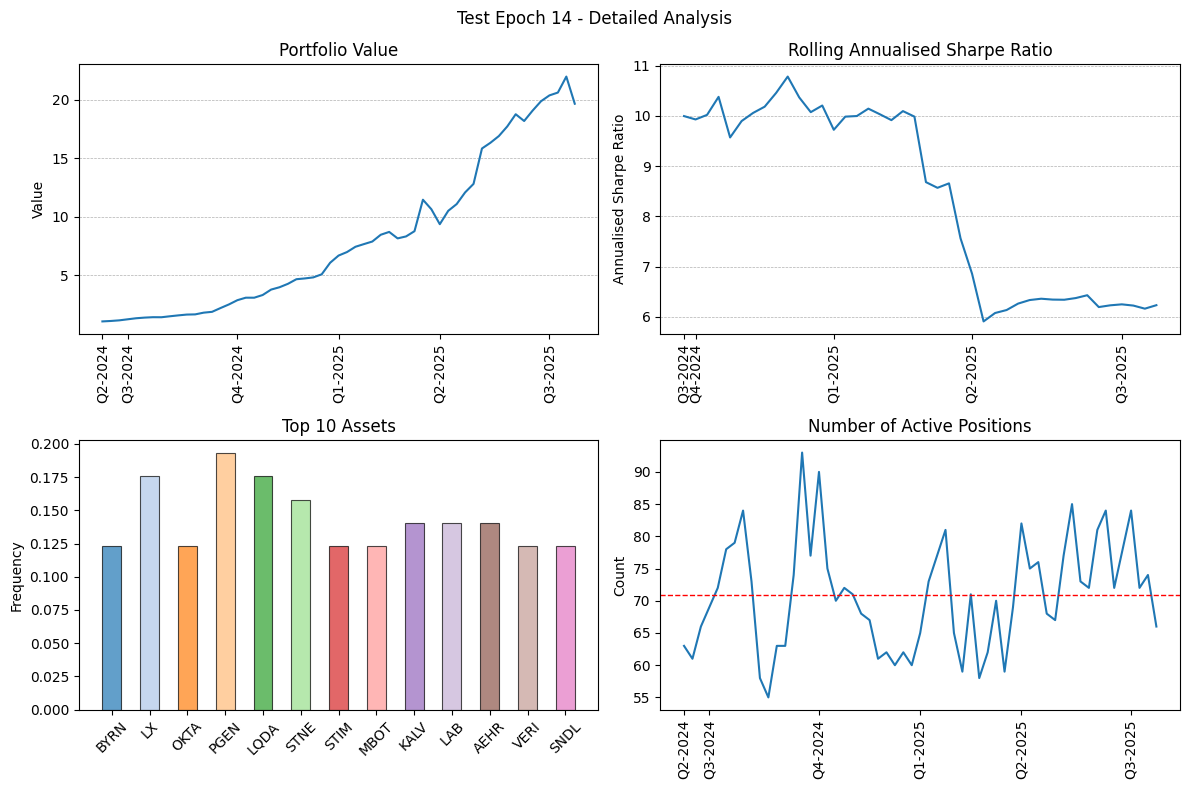 Test Epoch 14 - Detailed Analysis
Portfolio Value
Value
20
15
10
5
Q2-2024
Q3-2024
Q4-2024
Q1-2025
Q2-2025
Q3-2025
Rolling Annualised Sharpe Ratio
Annualised Sharpe Ratio
11
10
9
8
7
6
Q3-2024
Q4-2024
Q1-2025
Q2-2025
Q3-2025
Top 10 Assets
Frequency
0.200
0.175
0.150
0.125
0.100
0.075
0.050
0.025
0.000
BYRN
LX
OKTA
PGEN
LQDA
STNE
STIM
MBOT
KALV
LAB
AEHR
VERI
SNDL
Number of Active Positions
Count
90
85
80
75
70
65
60
55
Q2-2024
Q3-2024
Q4-2024
Q1-2025
Q2-2025
Q3-2025